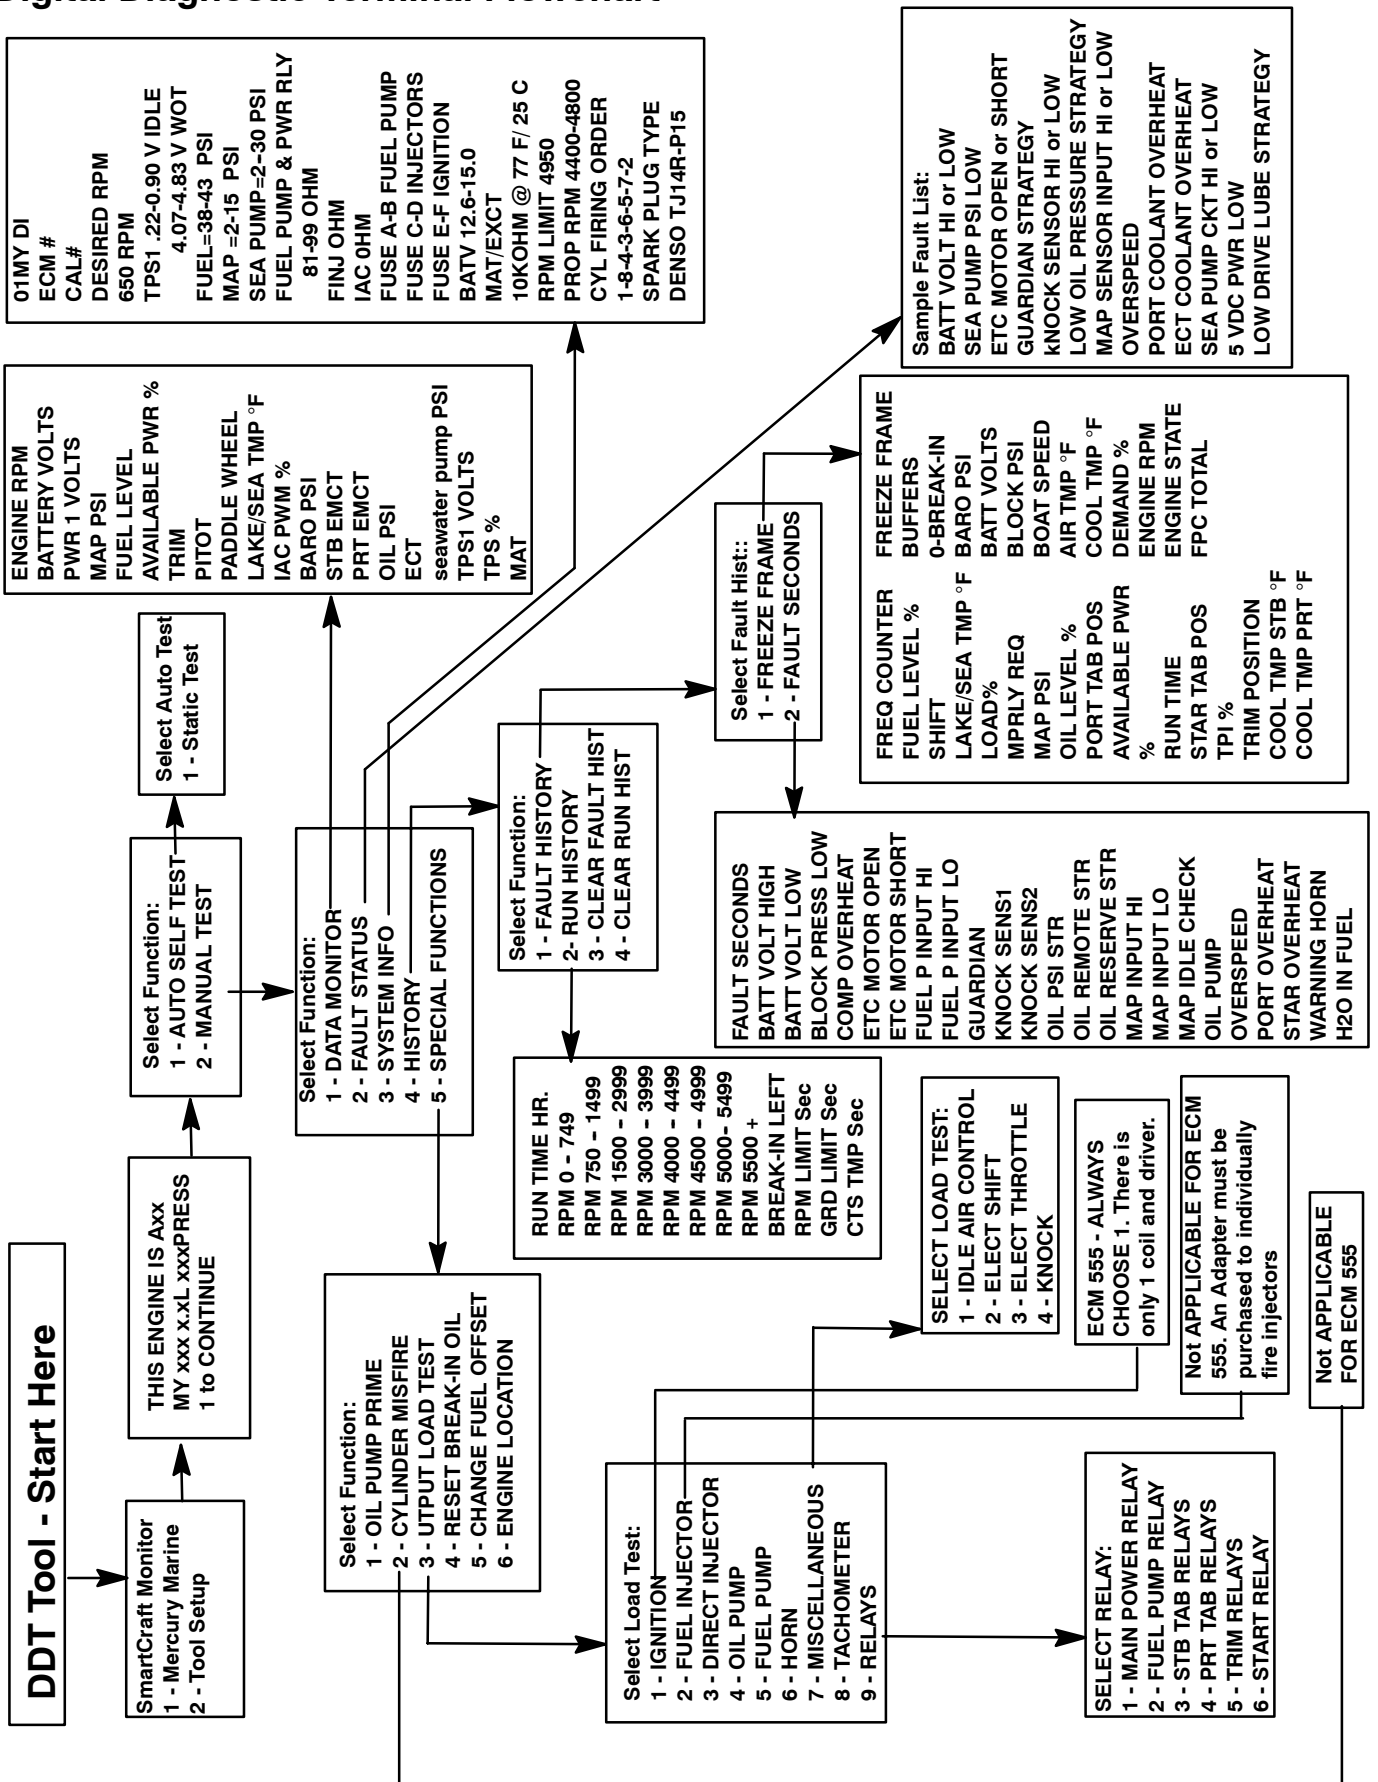 DDT Tool - Start Here
SmartCraft Monitor
1 - Mercury Marine
2 - Tool Setup
THIS ENGINE IS Axx
MY xxx x.xL xxxPRESS
1 to CONTINUE
Select Function:
1 - AUTO SELF TEST
2 - MANUAL TEST
Select Auto Test
1 - Static Test
Select Function:
1 - DATA MONITOR
2 - FAULT STATUS
3 - SYSTEM INFO
4 - HISTORY
5 - SPECIAL FUNCTIONS
ENGINE RPM
BATTERY VOLTS
PWR 1 VOLTS
MAP PSI
FUEL LEVEL
AVAILABLE PWR %
TRIM
PITOT
PADDLE WHEEL
LAKE/SEA TMP °F
IAC PWM %
BARO PSI
STB EMCT
PRT EMCT
OIL PSI
ECT
seawater pump PSI
TPS1 VOLTS
TPS %
MAT
01MY DI
ECM #
CAL#
DESIRED RPM
650 RPM
TPS1 .22-0.90 V IDLE
4.07-4.83 V WOT
FUEL=38-43 PSI
MAP =2-15 PSI
SEA PUMP=2-30 PSI
FUEL PUMP & PWR RLY
81-99 OHM
FINJ OHM
IAC 0HM
FUSE A-B FUEL PUMP
FUSE C-D INJECTORS
FUSE E-F IGNITION
BATV 12.6-15.0
MAT/EXCT
10KOHM @ 77 F/ 25 C
RPM LIMIT 4950
PROP RPM 4400-4800
CYL FIRING ORDER
1-8-4-3-6-5-7-2
SPARK PLUG TYPE
DENSO TJ14R-P15
Select Function:
1 - OIL PUMP PRIME
2 - CYLINDER MISFIRE
3 - UTPUT LOAD TEST
4 - RESET BREAK-IN OIL
5 - CHANGE FUEL OFFSET
6 - ENGINE LOCATION
RUN TIME HR.
RPM 0 - 749
RPM 750 - 1499
RPM 1500 - 2999
RPM 3000 - 3999
RPM 4000 - 4499
RPM 4500 - 4999
RPM 5000- 5499
RPM 5500 +
BREAK-IN LEFT
RPM LIMIT Sec
GRD LIMIT Sec
CTS TMP Sec
Select Function:
1 - FAULT HISTORY
2- RUN HISTORY
3 - CLEAR FAULT HIST
4 - CLEAR RUN HIST
Select Fault Hist::
1 - FREEZE FRAME
2 - FAULT SECONDS
Sample Fault List:
BATT VOLT HI or LOW
SEA PUMP PSI LOW
ETC MOTOR OPEN or SHORT
GUARDIAN STRATEGY
kNOCK SENSOR HI or LOW
LOW OIL PRESSURE STRATEGY
MAP SENSOR INPUT HI or LOW
OVERSPEED
PORT COOLANT OVERHEAT
ECT COOLANT OVERHEAT
SEA PUMP CKT HI or LOW
5 VDC PWR LOW
LOW DRIVE LUBE STRATEGY
FREQ COUNTER
FUEL LEVEL %
SHIFT
LAKE/SEA TMP °F
LOAD%
MPRLY REQ
MAP PSI
OIL LEVEL %
PORT TAB POS
AVAILABLE PWR
%
RUN TIME
STAR TAB POS
TPI %
TRIM POSITION
COOL TMP STB °F
COOL TMP PRT °F
FREEZE FRAME
BUFFERS
0-BREAK-IN
BARO PSI
BATT VOLTS
BLOCK PSI
BOAT SPEED
AIR TMP °F
COOL TMP °F
DEMAND %
ENGINE RPM
ENGINE STATE
FPC TOTAL
FAULT SECONDS
BATT VOLT HIGH
BATT VOLT LOW
BLOCK PRESS LOW
COMP OVERHEAT
ETC MOTOR OPEN
ETC MOTOR SHORT
FUEL P INPUT HI
FUEL P INPUT LO
GUARDIAN
KNOCK SENS1
KNOCK SENS2
OIL PSI STR
OIL REMOTE STR
OIL RESERVE STR
MAP INPUT HI
MAP INPUT LO
MAP IDLE CHECK
OIL PUMP
OVERSPEED
PORT OVERHEAT
STAR OVERHEAT
WARNING HORN
H2O IN FUEL
Select Load Test:
1 - IGNITION
2 - FUEL INJECTOR
3 - DIRECT INJECTOR
4 - OIL PUMP
5 - FUEL PUMP
6 - HORN
7 - MISCELLANEOUS
8 - TACHOMETER
9 - RELAYS
SELECT LOAD TEST:
1 - IDLE AIR CONTROL
2 - ELECT SHIFT
3 - ELECT THROTTLE
4 - KNOCK
ECM 555 - ALWAYS
CHOOSE 1. There is
only 1 coil and driver.
Not APPLICABLE FOR ECM
555. An Adapter must be
purchased to individually
fire injectors
Not APPLICABLE
FOR ECM 555
SELECT RELAY:
1 - MAIN POWER RELAY
2 - FUEL PUMP RELAY
3 - STB TAB RELAYS
4 - PRT TAB RELAYS
5 - TRIM RELAYS
6 - START RELAY